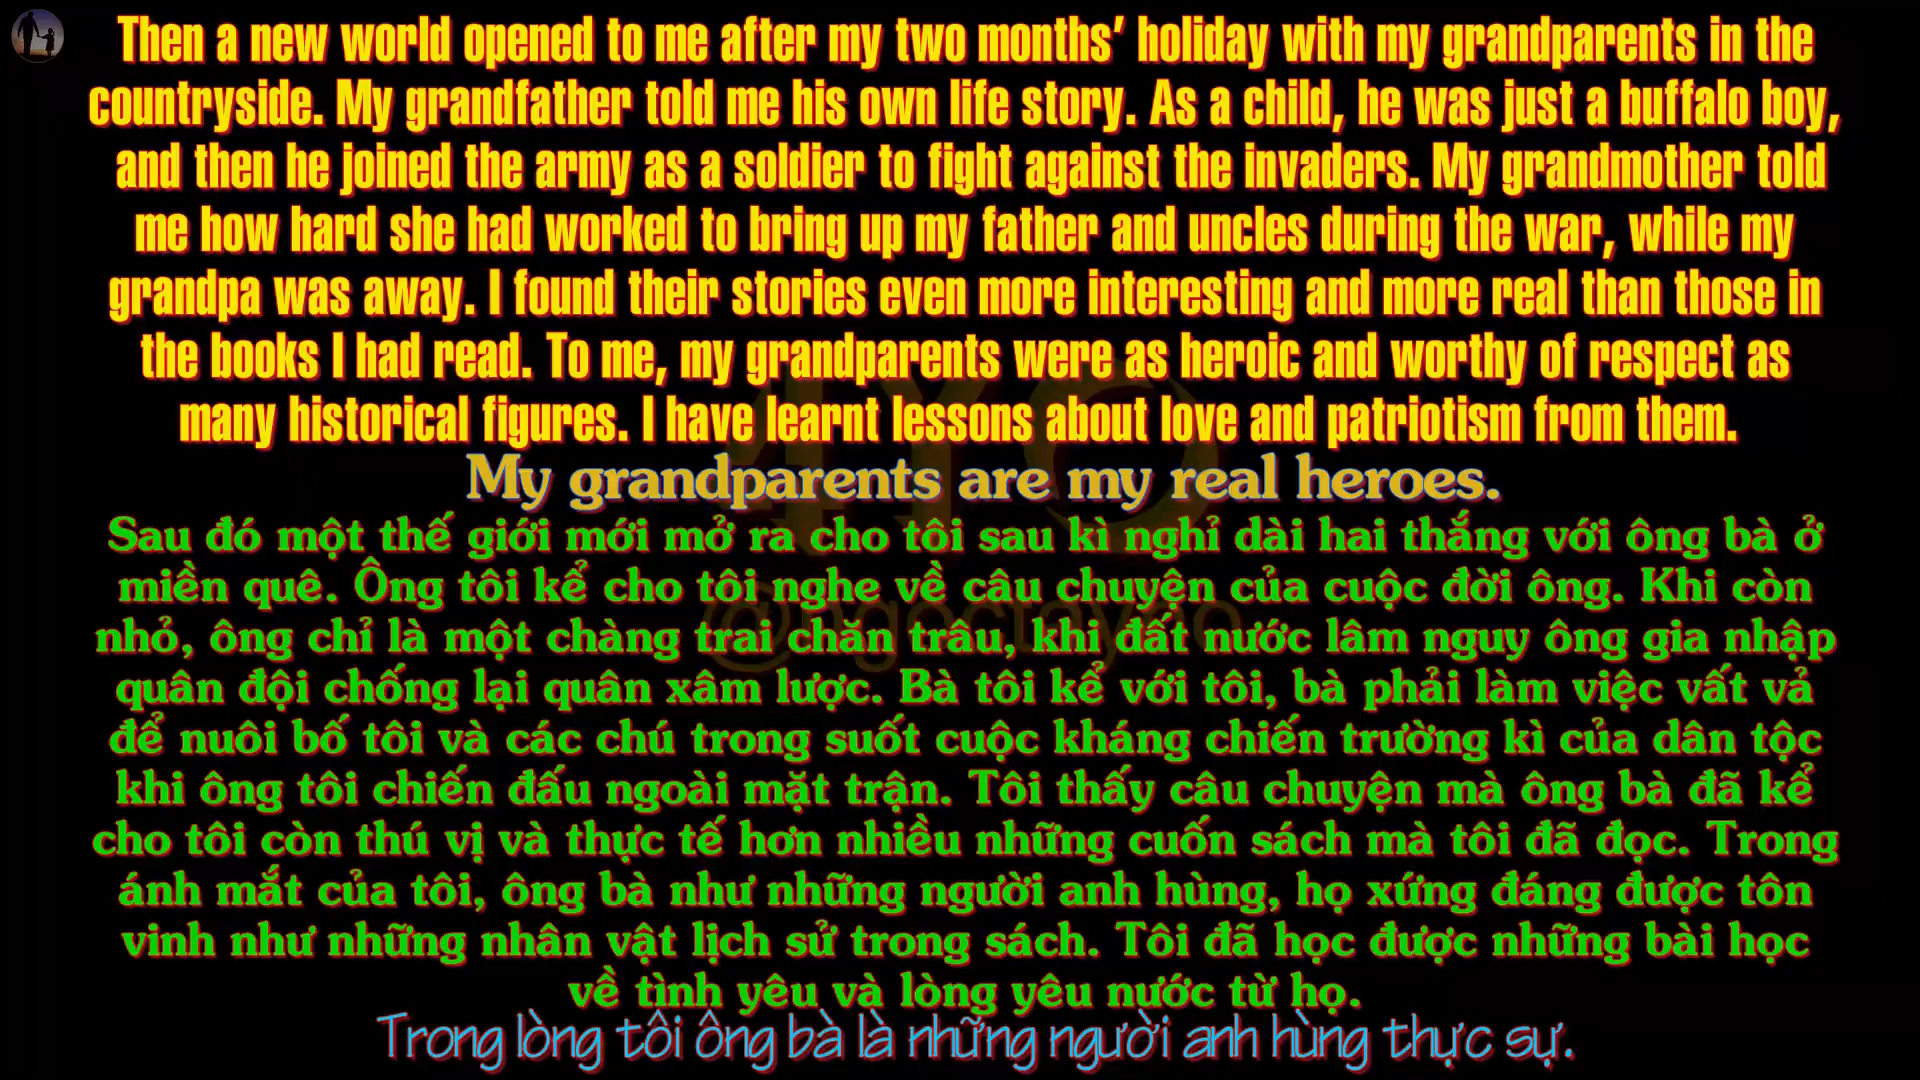 Then a new world opened to me after my two months’ holiday with my grandparents in the
countryside. My grandfather told me his own life story. As a child, he was just a buffalo boy,
and then he joined the army as a soldier to fight against the invaders. My grandmother told
me how hard she had worked to bring up my father and uncles during the war, while my
grandpa was away. I found their stories even more interesting and more real than those in
the books I had read. To me, my grandparents were as heroic and worthy of respect as
many historical figures. I have learnt lessons about love and patriotism from them.
My grandparents are my real heroes.
Sau đó một thế giới mới mở ra cho tôi sau kì nghỉ dài hai thắng với ông bà ở
miền quê. Ông tôi kể cho tôi nghe về câu chuyện của cuộc đời ông. Khi còn
nhỏ, ông chỉ là một chàng trai chăn trâu, khi đất nước lâm nguy ông gia nhập
quân đội chống lại quân xâm lược. Bà tôi kể với tôi, bà phải làm việc vất vả
để nuôi bố tôi và các chú trong suốt cuộc kháng chiến trường kì của dân tộc
khi ông tôi chiến đấu ngoài mặt trận. Tôi thấy câu chuyện mà ông bà đã kể
cho tôi còn thú vị và thực tế hơn nhiều những cuốn sách mà tôi đã đọc. Trong
ánh mắt của tôi, ông bà như những người anh hùng, họ xứng đáng được tôn
vinh như những nhân vật lịch sử trong sách. Tôi đã học được những bài học
về tình yêu và lòng yêu nước từ họ.
Trong lòng tôi ông bà là những người anh hùng thực sự.